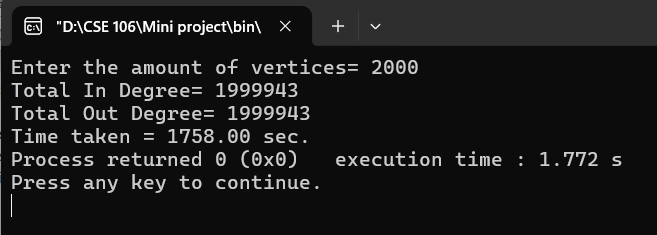 "D:\CSE 106\Mini project\bin\
Enter the amount of vertices= 2000
Total In Degree= 1999943
Total Out Degree= 1999943
Time taken = 1758.00 sec.
Process returned 0 (0x0)   execution time : 1.772 s
Press any key to continue.